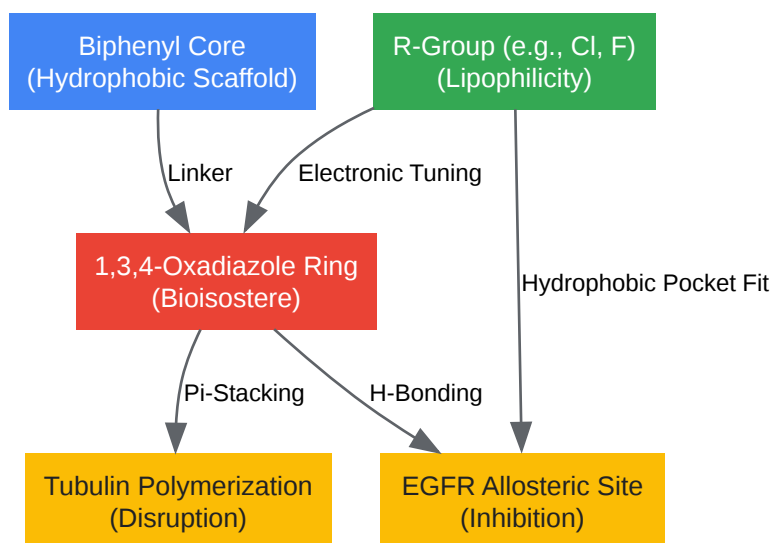 Biphenyl Core
(Hydrophobic Scaffold)
R-Group (e.g., Cl, F)
(Lipophilicity)
Linker
Electronic Tuning
1,3,4-Oxadiazole Ring
(Bioisostere)
Hydrophobic Pocket Fit
Pi-Stacking
H-Bonding
Tubulin Polymerization
(Disruption)
EGFR Allosteric Site
(Inhibition)